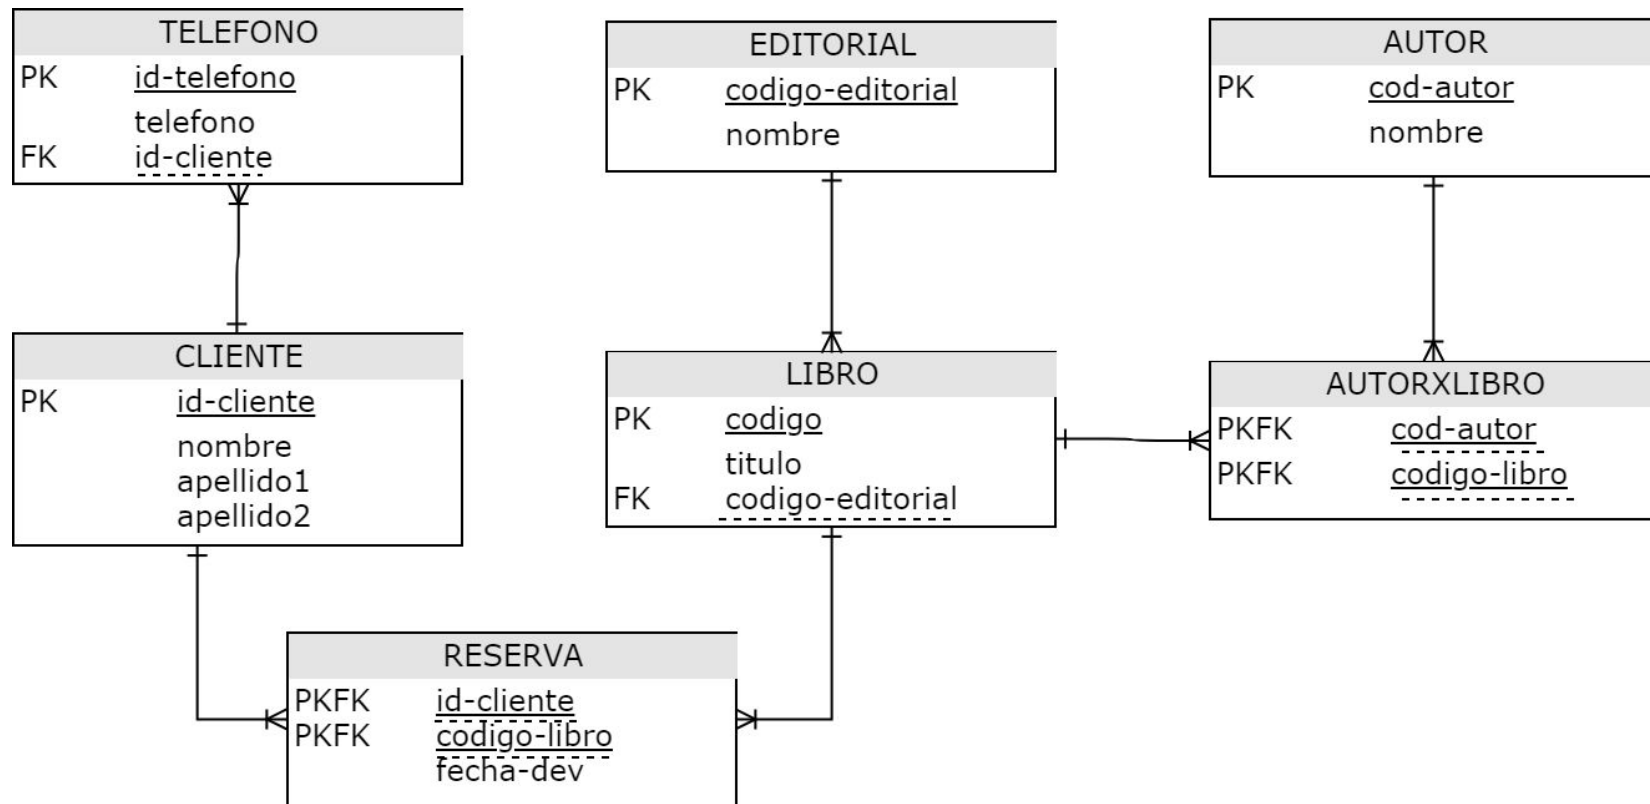 TELEFONO
PK id-telefono
telefono
FK id-cliente
EDITORIAL
PK codigo-editorial
nombre
AUTOR
PK cod-autor
nombre
CLIENTE
PK id-cliente
nombre
apellido1
apellido2
LIBRO
PK codigo
titulo
FK codigo-editorial
AUTORXLIBRO
PKFK cod-autor
PKFK codigo-libro
RESERVA
PKFK id-cliente
PKFK codigo-libro
fecha-dev